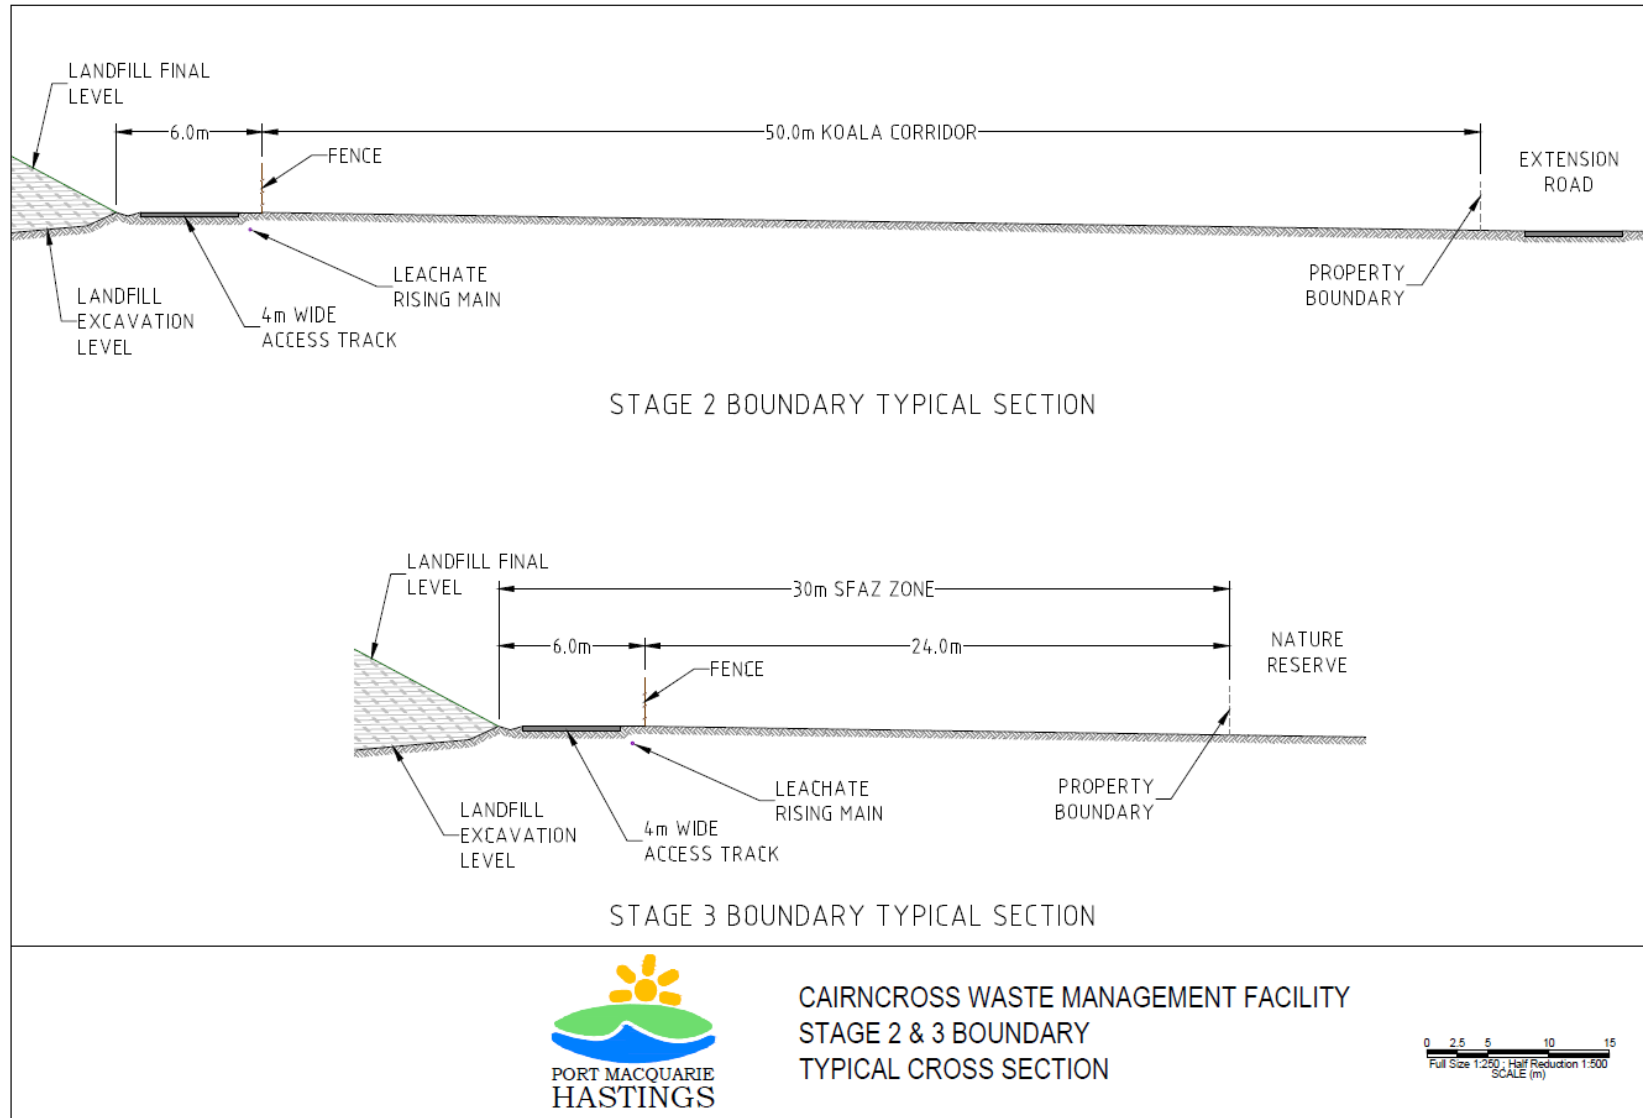 LANDFILL FINAL
LEVEL
6.0m
50.0m KOALA CORRIDOR
FENCE
EXTENSION
ROAD
LEACHATE
RISING MAIN
PROPERTY
BOUNDARY
LANDFILL
EXCAVATION
LEVEL
4m WIDE
ACCESS TRACK
STAGE 2 BOUNDARY TYPICAL SECTION
LANDFILL FINAL
LEVEL
30m SFAZ ZONE
6.0m
24.0m
NATURE
RESERVE
FENCE
LEACHATE
RISING MAIN
PROPERTY
BOUNDARY
LANDFILL
EXCAVATION
LEVEL
4m WIDE
ACCESS TRACK
STAGE 3 BOUNDARY TYPICAL SECTION
PORT MACQUARIE
HASTINGS
CAIRNCROSS WASTE MANAGEMENT FACILITY
STAGE 2 & 3 BOUNDARY
TYPICAL CROSS SECTION
0 2.5 5 10 15
Full Size 1:250 ; Half Reduction 1:500
SCALE (m)